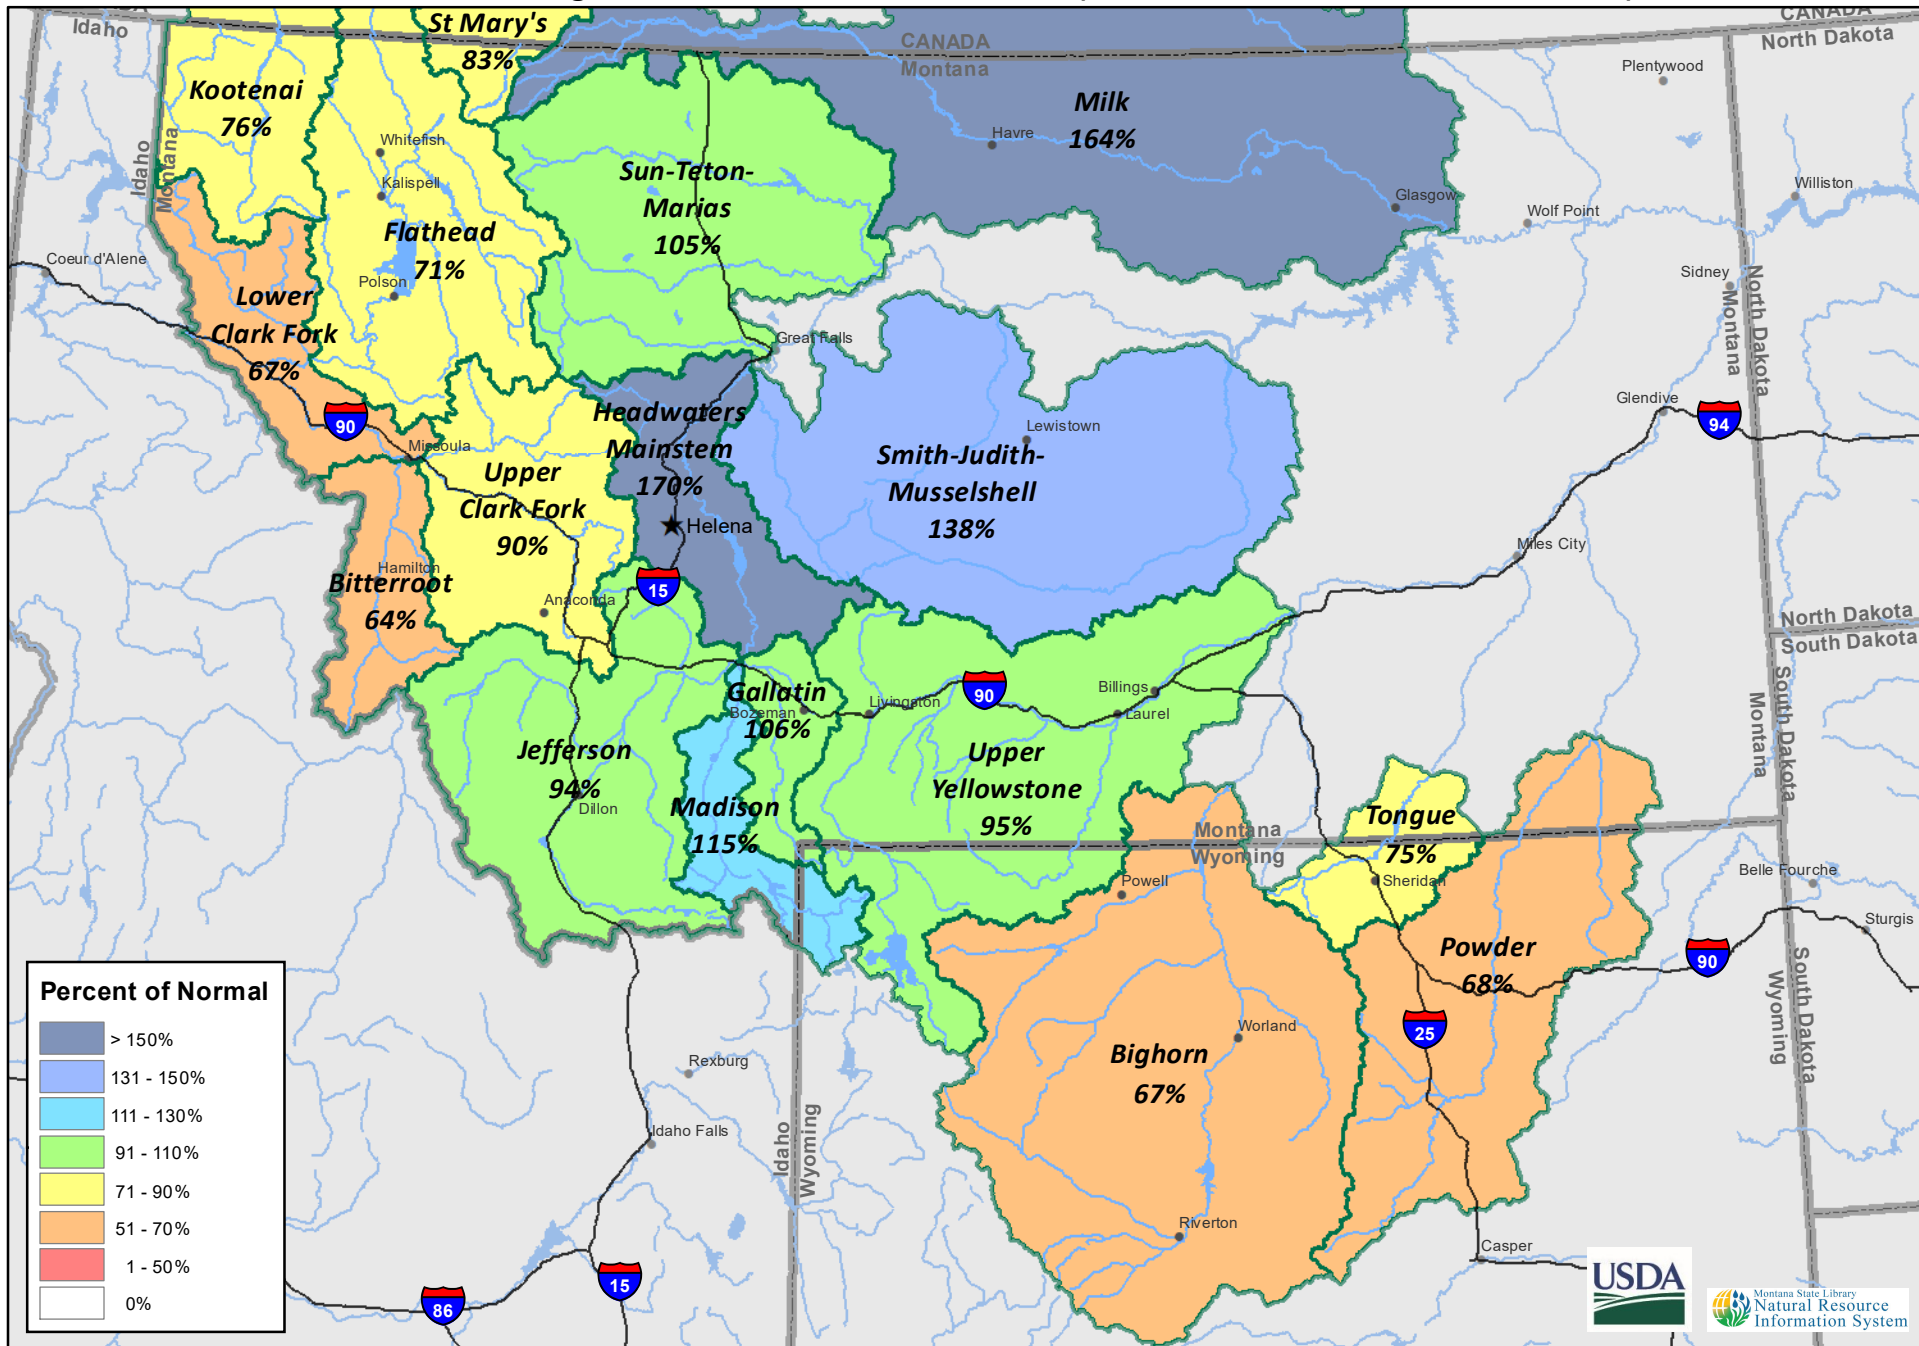 Idaho
St Mary's
83%
CANADA
Montana
CANADA
North Dakota
Plentywood
Kootenai
76%
Milk
164%
Havre
Whitefish
Idaho
Montana
Kalispell
Sun-Teton-
Marias
105%
Glasgow
Wolf Point
Williston
Flathead
71%
Coeur d'Alene
Polson
Sidney
Montana
North Dakota
Lower
Clark Fork
67%
Great Falls
90
Missoula
Headwaters
Mainstem
170%
Helena
Lewistown
Smith-Judith-
Musselshell
138%
Glendive
94
Upper
Clark Fork
90%
Miles City
Hamilton
Bitterroot
64%
Anaconda
15
North Dakota
South Dakota
Gallatin
106%
Bozeman
Livingston
90
Billings
Laurel
Montana
South Dakota
Jefferson
94%
Dillon
Madison
115%
Upper
Yellowstone
95%
Montana
Wyoming
Tongue
75%
Sheridan
Powell
Belle Fourche
Sturgis
Powder
68%
90
Wyoming
South Dakota
25
Worland
Bighorn
67%
Percent of Normal
> 150%
131 - 150%
111 - 130%
91 - 110%
71 - 90%
51 - 70%
1 - 50%
0%
Rexburg
Idaho Falls
Idaho
Wyoming
Riverton
Casper
15
86
USDA
Montana State Library
Natural Resource
Information System